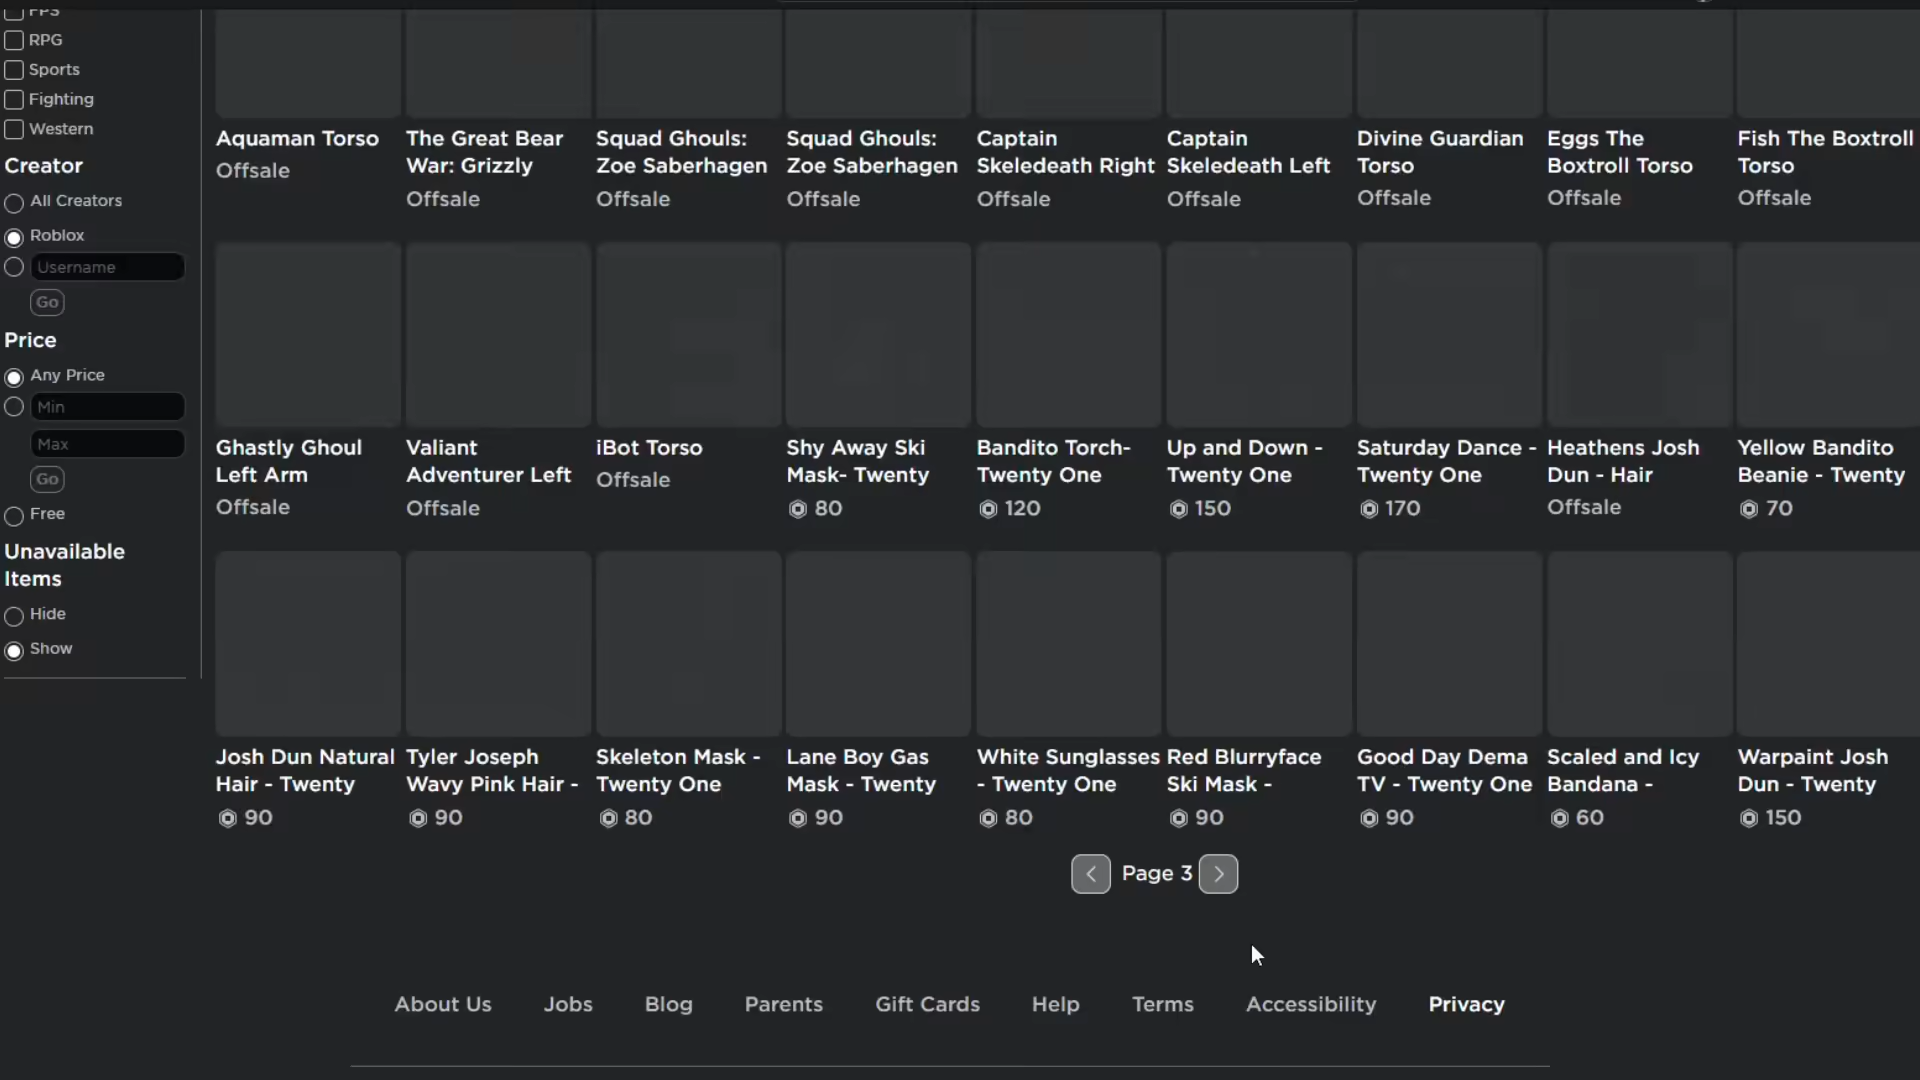 FPS
RPG
Sports
Fighting
Western
Creator
All Creators
Roblox
Username
Go
Price
Any Price
Min
Max
Go
Free
Unavailable
Items
Hide
Show
Aquaman Torso
Offsale
The Great Bear
War: Grizzly
Offsale
Squad Ghouls:
Zoe Saberhagen
Offsale
Squad Ghouls:
Zoe Saberhagen
Offsale
Captain
Skeledeath Right
Offsale
Captain
Skeledeath Left
Offsale
Divine Guardian
Torso
Offsale
Eggs The
Boxtroll Torso
Offsale
Fish The Boxtroll
Torso
Offsale
Ghastly Ghoul
Left Arm
Offsale
Valiant
Adventurer Left
Offsale
iBot Torso
Offsale
Shy Away Ski
Mask- Twenty
80
Bandito Torch-
Twenty One
120
Up and Down -
Twenty One
150
Saturday Dance -
Twenty One
170
Heathens Josh
Dun - Hair
Offsale
Yellow Bandito
Beanie - Twenty
70
Josh Dun Natural
Hair - Twenty
90
Tyler Joseph
Wavy Pink Hair -
90
Skeleton Mask -
Twenty One
80
Lane Boy Gas
Mask - Twenty
90
White Sunglasses
- Twenty One
80
Red Blurryface
Ski Mask -
90
Good Day Dema
TV - Twenty One
90
Scaled and Icy
Bandana -
60
Warpaint Josh
Dun - Twenty
150
Page 3
About Us
Jobs
Blog
Parents
Gift Cards
Help
Terms
Accessibility
Privacy